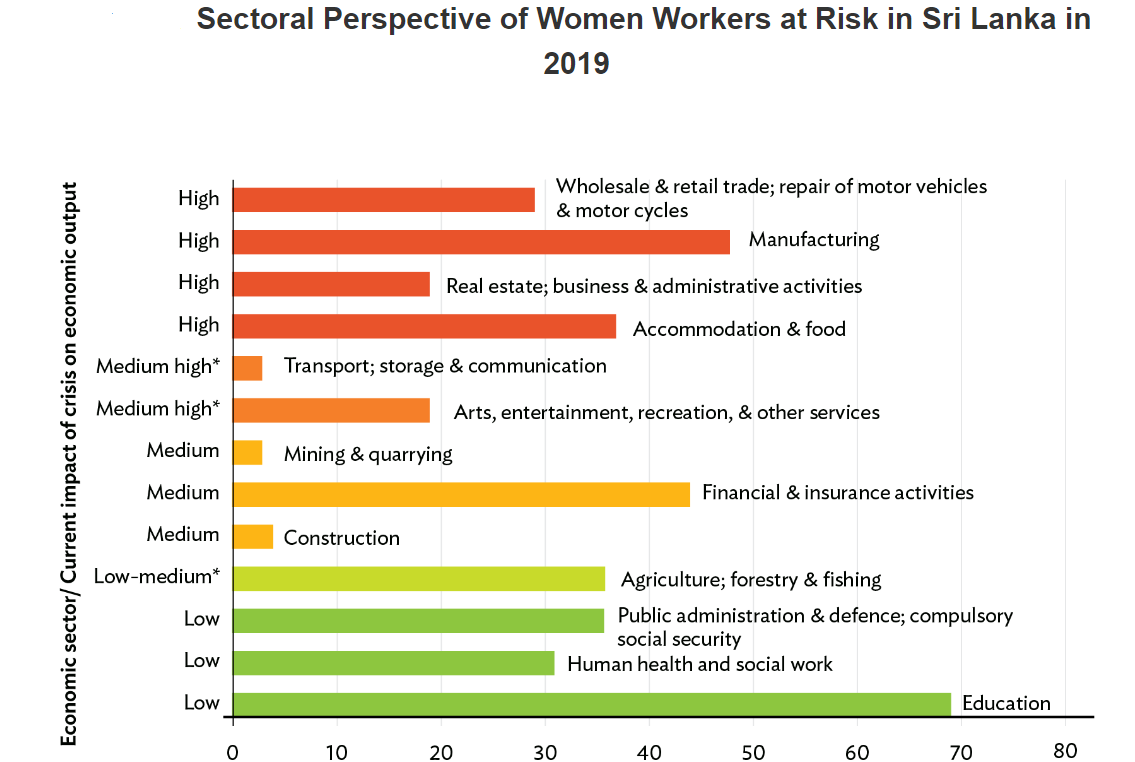 Sectoral Perspective of Women Workers at Risk in Sri Lanka in
2019
Economic sector/ Current impact of crisis on economic output
High
Wholesale & retail trade; repair of motor vehicles
& motor cycles
High
Manufacturing
High
Real estate; business & administrative activities
High
Accommodation & food
Medium high*
Transport; storage & communication
Medium high*
Arts, entertainment, recreation, & other services
Medium
Mining & quarrying
Medium
Financial & insurance activities
Medium
Construction
Low-medium*
Agriculture; forestry & fishing
Low
Public administration & defence; compulsory
social security
Low
Human health and social work
Low
Education
0 10 20 30 40 50 60 70 80